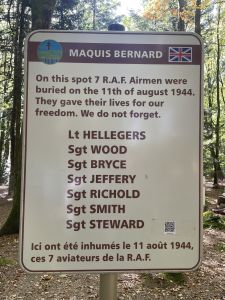 MAQUIS BERNARD
On this spot 7 R.A.F. Airmen were
buried on the 11th of august 1944.
They gave their lives for our
freedom. We do not forget.
Lt HELLEGERS
Sgt WOOD
Sgt BRYCE
Sgt JEFFERY
Sgt RICHOLD
Sgt SMITH
Sgt STEWARD
Ici ont été inhumés le 11 août 1944,
ces 7 aviateurs de la R.A.F.